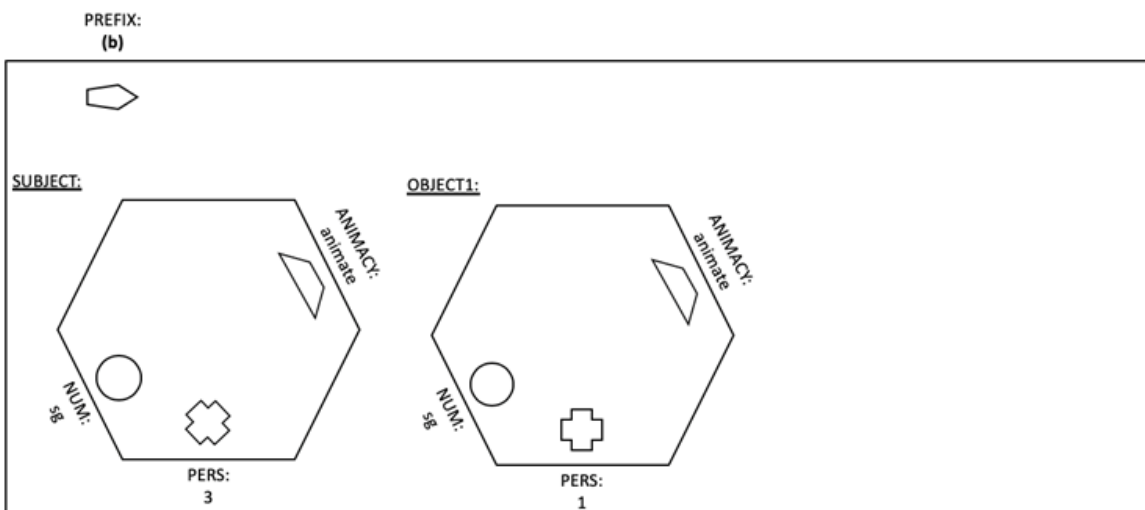 PREFIX:
(b)
SUBJECT:
ANIMACY:
animate
NUM:
sg
PERS:
3
OBJECT1:
ANIMACY:
animate
NUM:
sg
PERS:
1